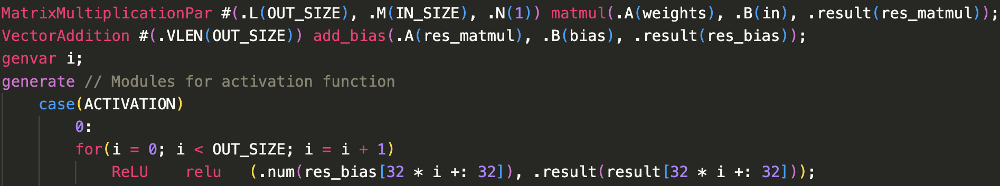 MatrixMultiplicationPar #(.L(OUT_SIZE), .M(IN_SIZE), .N(1)) matmul(.A(weights), .B(in), .result(res_matmul));
VectorAddition #(.VLEN(OUT_SIZE)) add_bias(.A(res_matmul), .B(bias), .result(res_bias));
genvar i;
generate // Modules for activation function
    case(ACTIVATION)
        0:
        for(i = 0; i < OUT_SIZE; i = i + 1)
            ReLU    relu   (.num(res_bias[32 * i +: 32]), .result(result[32 * i +: 32]));